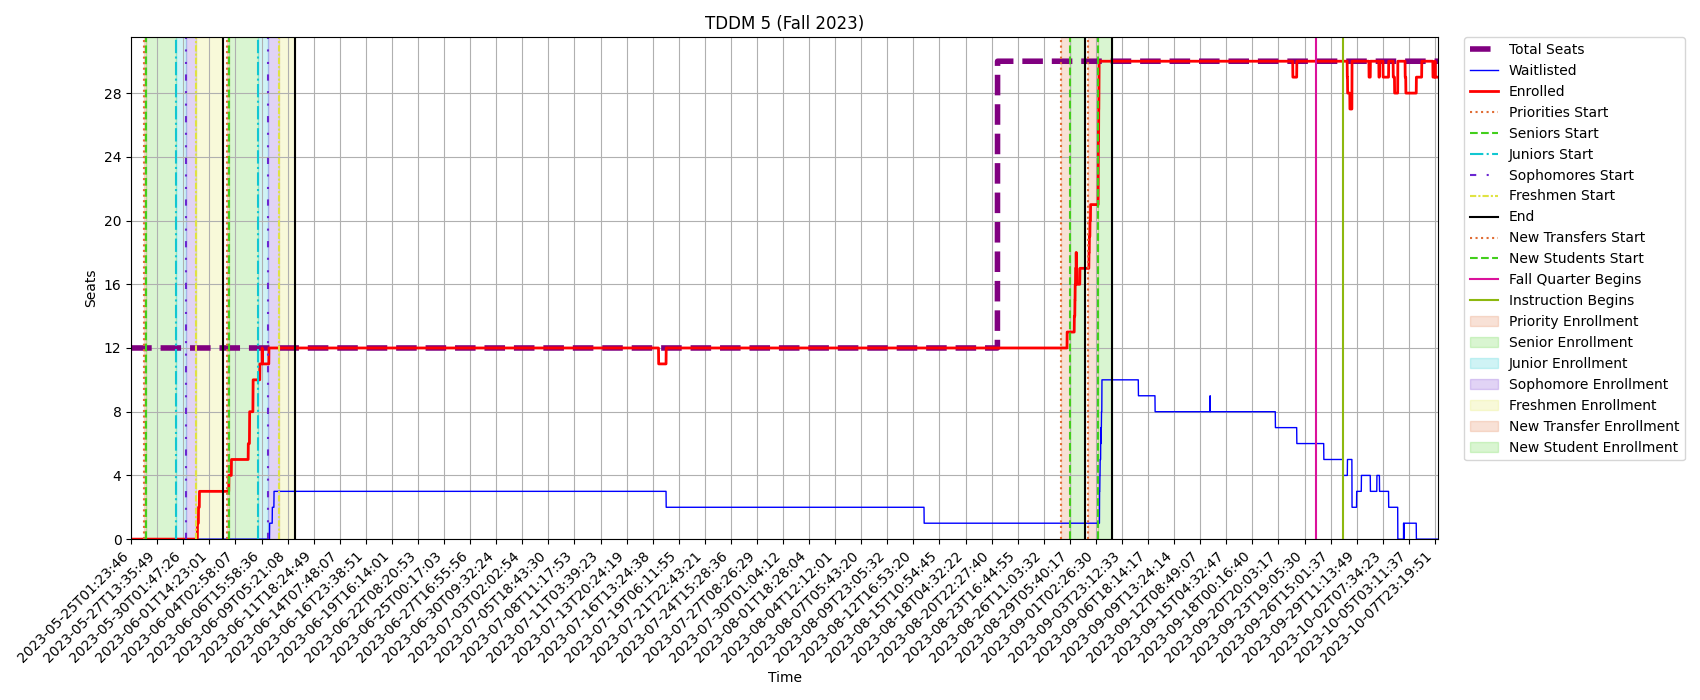 TDDM 5 (Fall 2023)
Seats
28
24
20
16
12
8
4
0
2023-05-25T01:23:46
2023-05-27T13:35:49
2023-05-30T01:47:26
2023-06-01T14:23:01
2023-06-04T02:58:07
2023-06-06T15:58:36
2023-06-09T05:21:08
2023-06-11T18:24:49
2023-06-14T07:48:07
2023-06-16T23:38:51
2023-06-19T16:14:01
2023-06-22T08:20:53
2023-06-25T00:17:03
2023-06-27T16:55:56
2023-06-30T09:32:24
2023-07-03T02:02:54
2023-07-05T18:43:30
2023-07-08T11:17:53
2023-07-11T03:39:23
2023-07-13T20:24:19
2023-07-16T13:24:38
2023-07-19T06:11:55
2023-07-21T22:43:21
2023-07-24T15:28:36
2023-07-27T08:26:29
2023-07-30T01:04:12
2023-08-01T18:28:04
2023-08-04T12:12:01
2023-08-07T05:43:20
2023-08-09T23:05:32
2023-08-12T16:53:20
2023-08-15T10:54:45
2023-08-18T04:32:22
2023-08-20T22:27:40
2023-08-23T16:44:55
2023-08-26T11:03:32
2023-08-29T05:40:17
2023-09-01T02:26:30
2023-09-03T23:12:33
2023-09-06T18:14:17
2023-09-09T13:24:14
2023-09-12T08:49:07
2023-09-15T04:32:47
2023-09-18T00:16:40
2023-09-20T20:03:17
2023-09-23T19:05:30
2023-09-26T15:01:37
2023-09-29T11:13:49
2023-10-02T07:34:23
2023-10-05T03:11:37
2023-10-07T23:19:51
Time
Total Seats
Waitlisted
Enrolled
Priorities Start
Seniors Start
Juniors Start
Sophomores Start
Freshmen Start
End
New Transfers Start
New Students Start
Fall Quarter Begins
Instruction Begins
Priority Enrollment
Senior Enrollment
Junior Enrollment
Sophomore Enrollment
Freshmen Enrollment
New Transfer Enrollment
New Student Enrollment